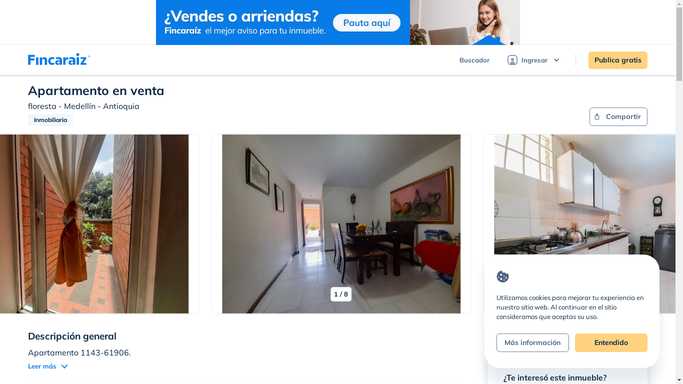 ¿Vendes o arriendas?
Fincaraíz el mejor aviso para tu inmueble.
Pauta aquí
Fincaraíz
Buscador
Ingresar
Publica gratis
Apartamento en venta
floresta - Medellín - Antioquia
Inmobiliaria
Compartir
1 / 8
Utilizamos cookies para mejorar tu experiencia en
nuestro sitio web. Al continuar en el sitio
consideramos que aceptas su uso.
Más información
Entendido
Descripción general
Apartamento 1143-61906.
Leer más
¿Te interesó este inmueble?